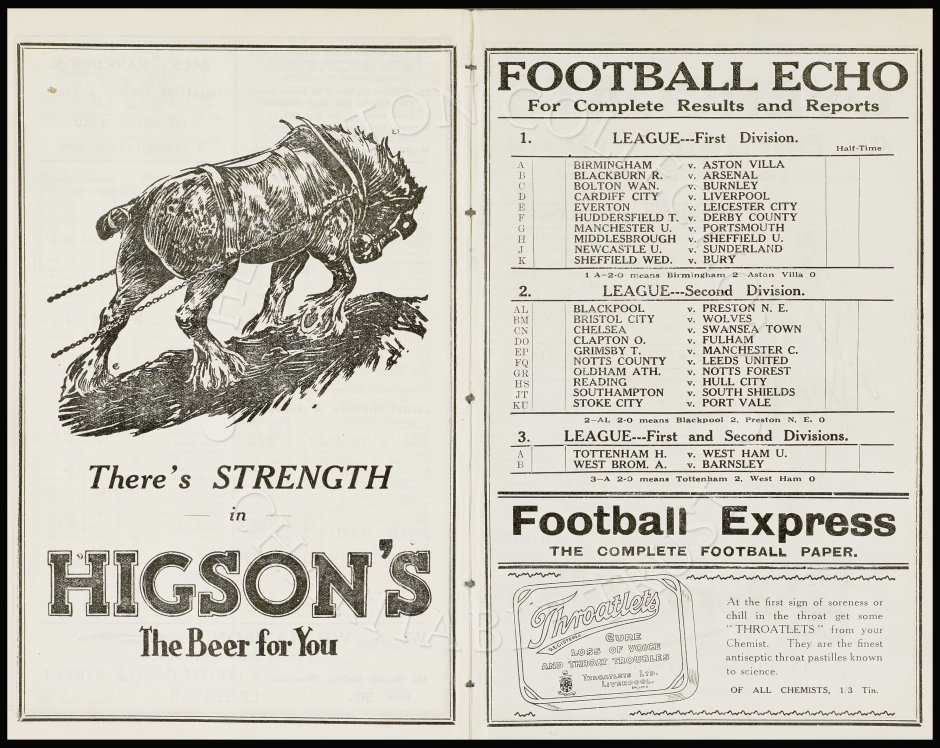 There's STRENGTH
in
HIGSON'S
The Beer for You
FOOTBALL ECHO
For Complete Results and Reports
1. LEAGUE---First Division.
Half-Time
A BIRMINGHAM v. ASTON VILLA
B BLACKBURN R. v. ARSENAL
C BOLTON WAN. v. BURNLEY
D CARDIFF CITY v. LIVERPOOL
E EVERTON v. LEICESTER CITY
F HUDDERSFIELD T. v. DERBY COUNTY
G MANCHESTER U. v. PORTSMOUTH
H MIDDLESBROUGH v. SHEFFIELD U.
J NEWCASTLE U. v. SUNDERLAND
K SHEFFIELD WED. v. BURY
1 A-2-0 means Birmingham 2 Aston Villa 0
2. LEAGUE---Second Division.
AL BLACKPOOL v. PRESTON N. E.
BM BRISTOL CITY v. WOLVES
CN CHELSEA v. SWANSEA TOWN
DO CLAPTON O. v. FULHAM
EP GRIMSBY T. v. MANCHESTER C.
FQ NOTTS COUNTY v. LEEDS UNITED
GR OLDHAM ATH. v. NOTTS FOREST
HS READING v. HULL CITY
JT SOUTHAMPTON v. SOUTH SHIELDS
KU STOKE CITY v. PORT VALE
2-AL 2-0 means Blackpool 2, Preston N. E. 0
3. LEAGUE---First and Second Divisions.
A TOTTENHAM H. v. WEST HAM U.
B WEST BROM. A. v. BARNSLEY
3-A 2-0 means Tottenham 2, West Ham 0
Football Express
THE COMPLETE FOOTBALL PAPER.
Throatlets
REGISTERED
CURE
LOSS OF VOICE
AND THROAT TROUBLES
THROATLETS LTD.
LIVERPOOL.
ENGLAND
At the first sign of soreness or
chill in the throat get some
"THROATLETS" from your
Chemist. They are the finest
antiseptic throat pastilles known
to science.
OF ALL CHEMISTS, 1/3 Tin.